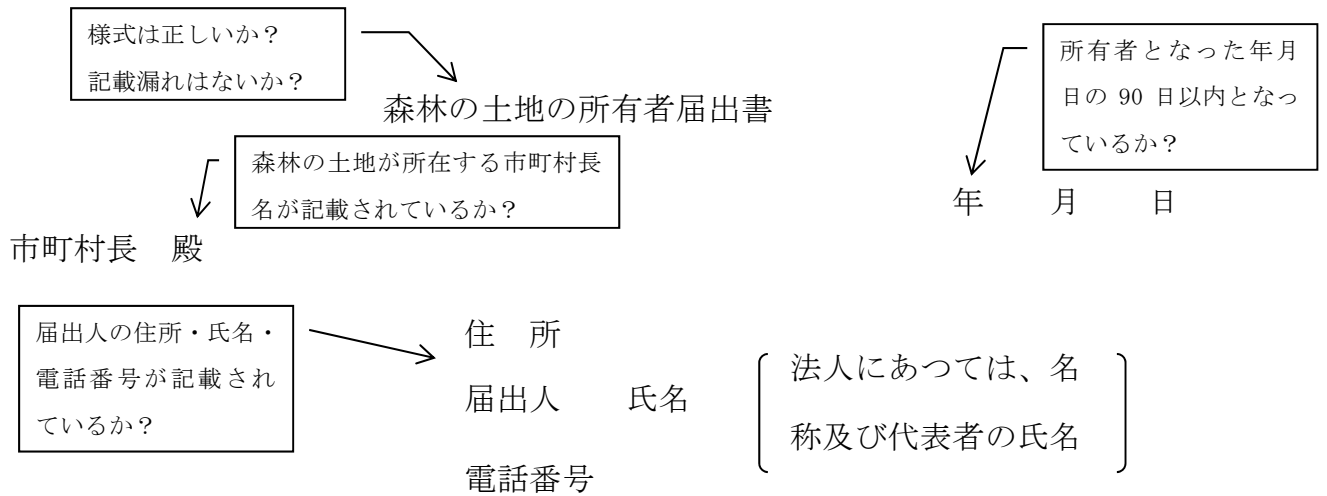 様式は正しいか？
記載漏れはないか？
所有者となった年月
日の 90 日以内となっ
ているか？
森林の土地の所有者届出書
森林の土地が所在する市町村長
名が記載されているか？
年　　月　　日
市町村長　殿
届出人の住所・氏名・
電話番号が記載され
ているか？
住　所
届出人　　氏名
法人にあつては、名
称及び代表者の氏名
電話番号